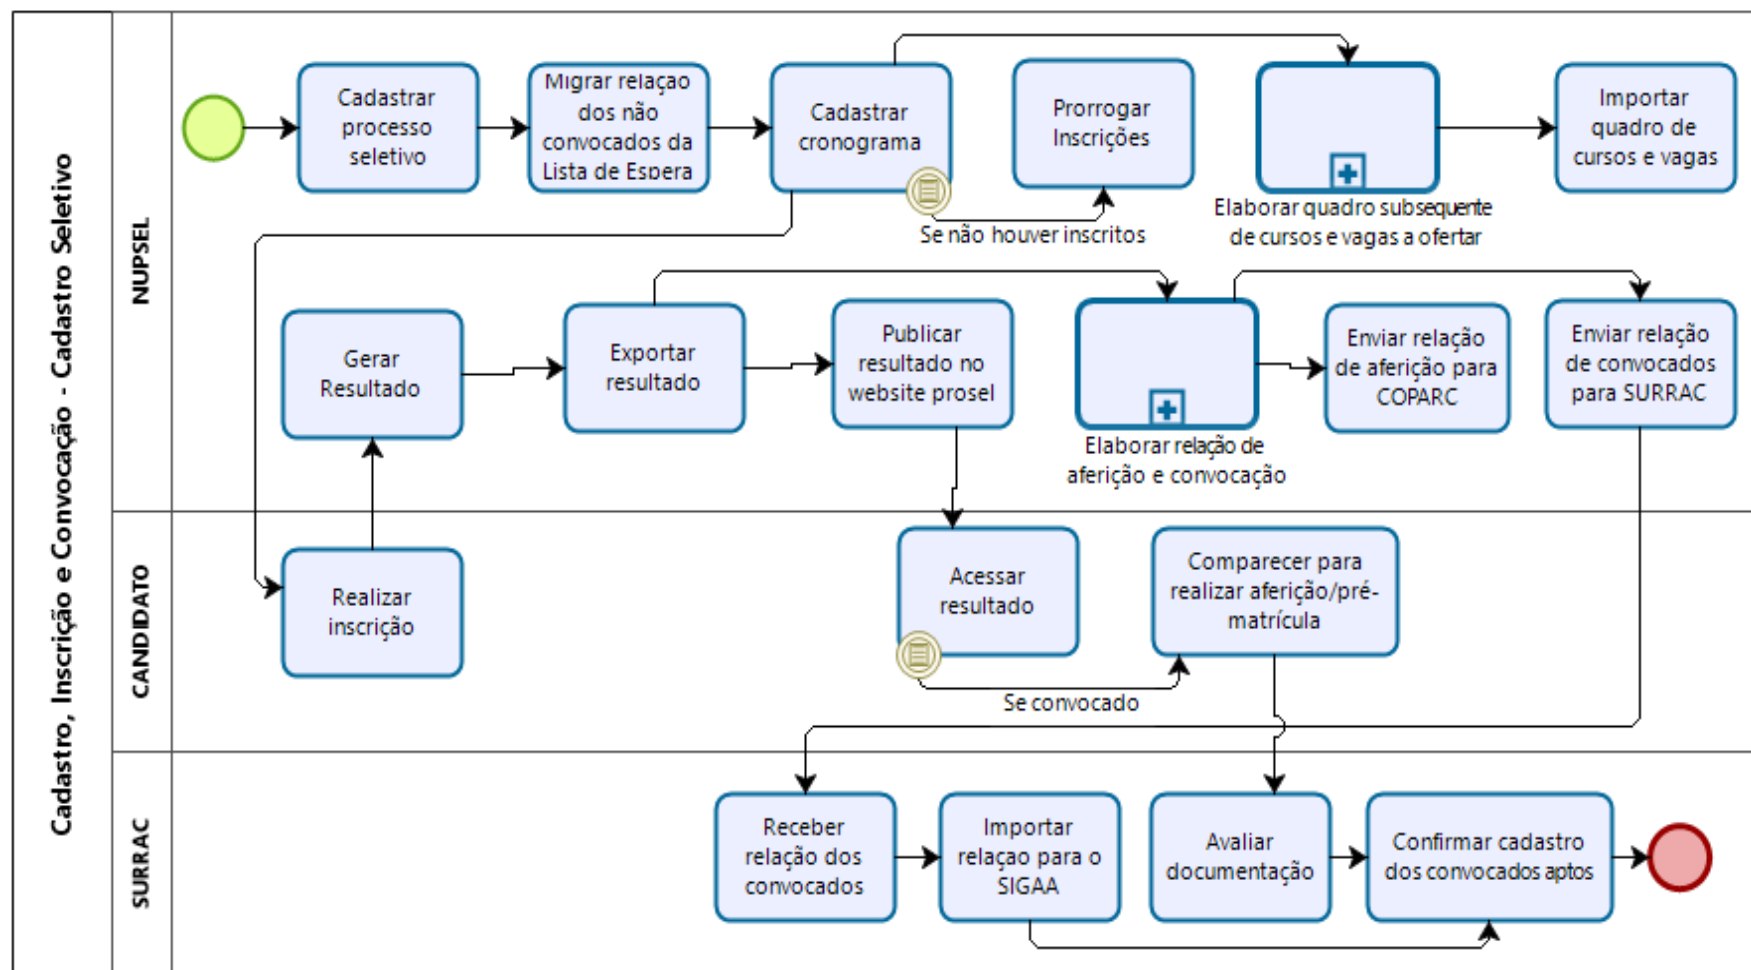 Cadastro, Inscrição e Convocação - Cadastro Seletivo
NUPSEL
Cadastrar
processo
seletivo
Migrar relaçao
dos não
convocados da
Lista de Espera
Cadastrar
cronograma
Prorrogar
Inscrições
Se não houver inscritos
Elaborar quadro subsequente
de cursos e vagas a ofertar
Importar
quadro de
cursos e vagas
Gerar
Resultado
Exportar
resultado
Publicar
resultado no
website prosel
Elaborar relação de
aferição e convocação
Enviar relação
de aferição para
COPARC
Enviar relação
de convocados
para SURRAC
CANDIDATO
Realizar
inscrição
Acessar
resultado
Se convocado
Comparecer para
realizar aferição/pré-
matrícula
SURRAC
Receber
relação dos
convocados
Importar
relaçao para o
SIGAA
Avaliar
documentação
Confirmar cadastro
dos convocados aptos